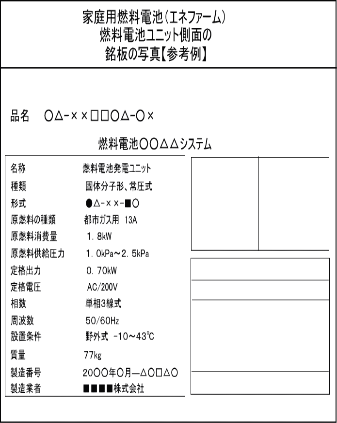 家庭用燃料電池（エネファーム）
燃料電池ユニット側面の
銘板の写真【参考例】
品名　○△-××□□○△-○×
燃料電池○○△△システム
名称　燃料電池発電ユニット
種類　固体分子形、常圧式
形式　●△-××-■○
原燃料の種類　都市ガス用 13A
原燃料消費量　1.8kW
原燃料供給圧力　1.0kPa～2.5kPa
定格出力　0.70kW
定格電圧　AC/200V
相数　単相3線式
周波数　50/60Hz
設置条件　野外式 -10～43℃
質量　77kg
製造番号　20○○年○月―△○□△○
製造業者　■■■■株式会社